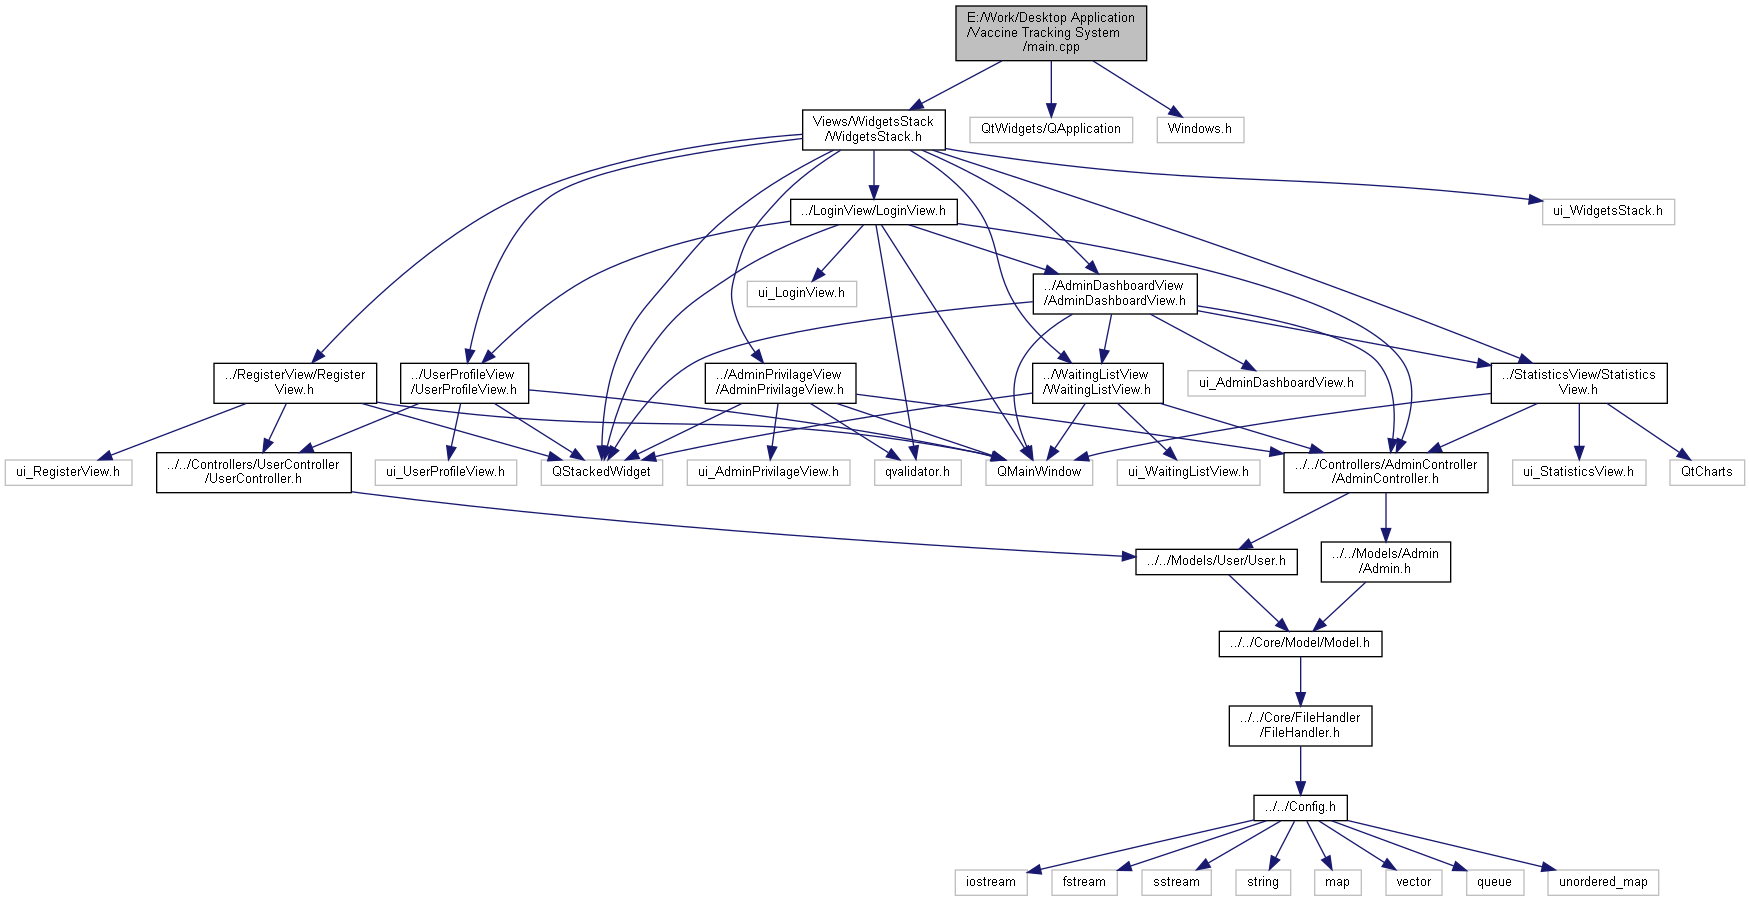 E:/Work/Desktop Application
/Vaccine Tracking System
/main.cpp
Views/WidgetsStack
/WidgetsStack.h
QtWidgets/QApplication
Windows.h
../LoginView/LoginView.h
ui_WidgetsStack.h
ui_LoginView.h
../AdminDashboardView
/AdminDashboardView.h
../RegisterView/Register
View.h
../UserProfileView
/UserProfileView.h
../AdminPrivilageView
/AdminPrivilageView.h
../WaitingListView
/WaitingListView.h
ui_AdminDashboardView.h
../StatisticsView/Statistics
View.h
ui_RegisterView.h
../../Controllers/UserController
/UserController.h
ui_UserProfileView.h
QStackedWidget
ui_AdminPrivilageView.h
qvalidator.h
QMainWindow
ui_WaitingListView.h
../../Controllers/AdminController
/AdminController.h
ui_StatisticsView.h
QtCharts
../../Models/User/User.h
../../Models/Admin
/Admin.h
../../Core/Model/Model.h
../../Core/FileHandler
/FileHandler.h
../../Config.h
iostream
fstream
sstream
string
map
vector
queue
unordered_map